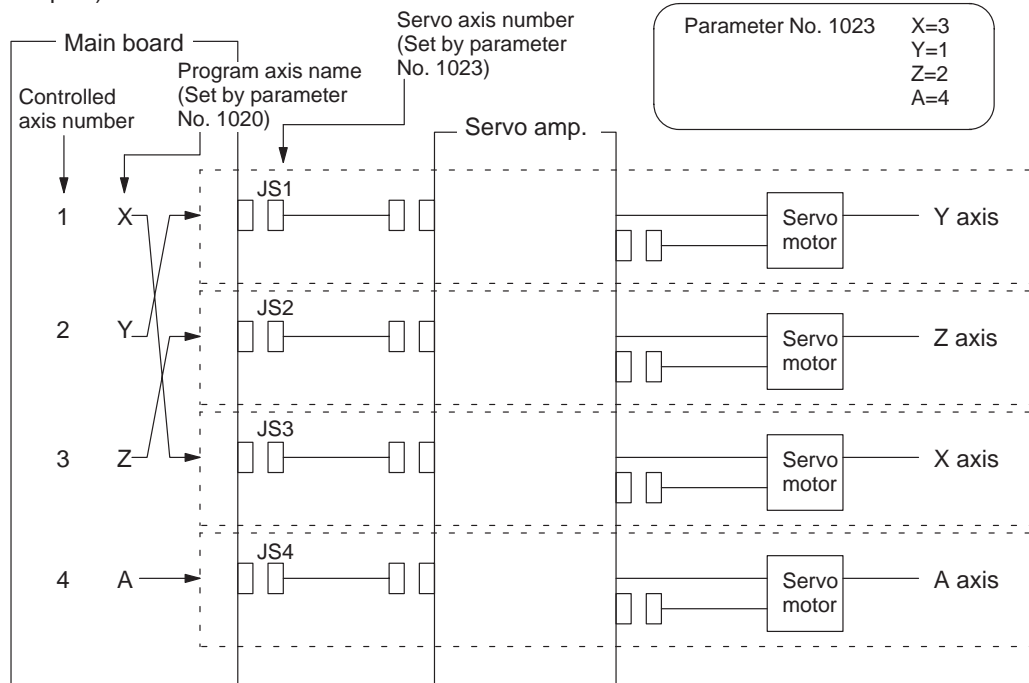 Main board
Servo axis number
(Set by parameter
No. 1023)
Parameter No. 1023 X=3
Y=1
Z=2
A=4
Controlled
axis number
Program axis name
(Set by parameter
No. 1020)
Servo amp.
1 X JS1 Servo
motor Y axis
2 Y JS2 Servo
motor Z axis
3 Z JS3 Servo
motor X axis
4 A JS4 Servo
motor A axis